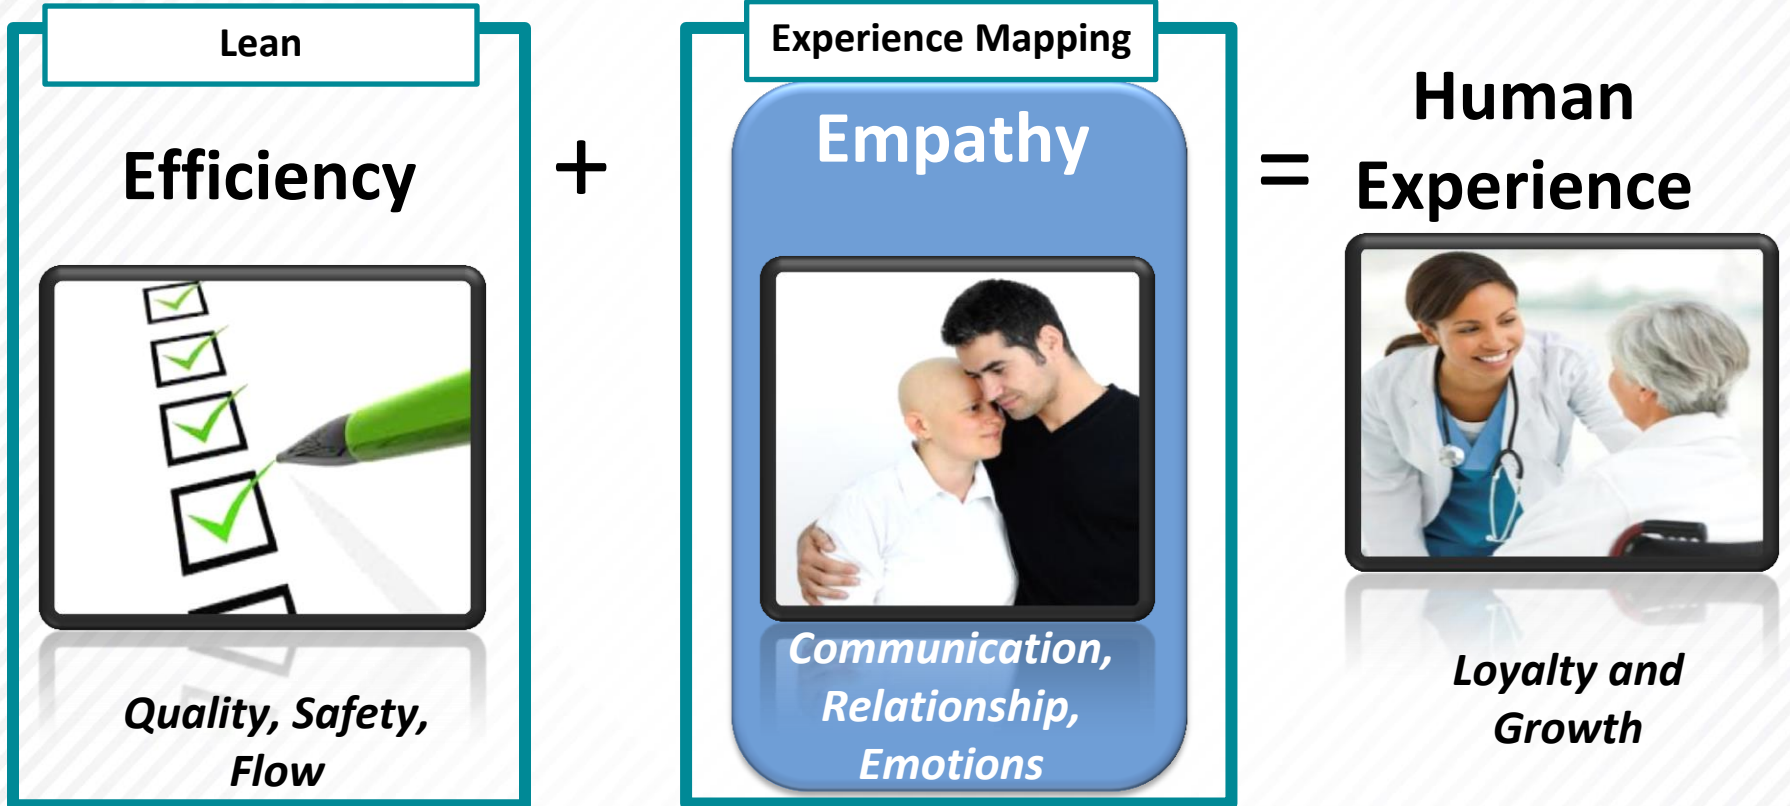 Lean
Efficiency
Quality, Safety,
Flow
+
Experience Mapping
Empathy
Communication,
Relationship,
Emotions
=
Human
Experience
Loyalty and
Growth